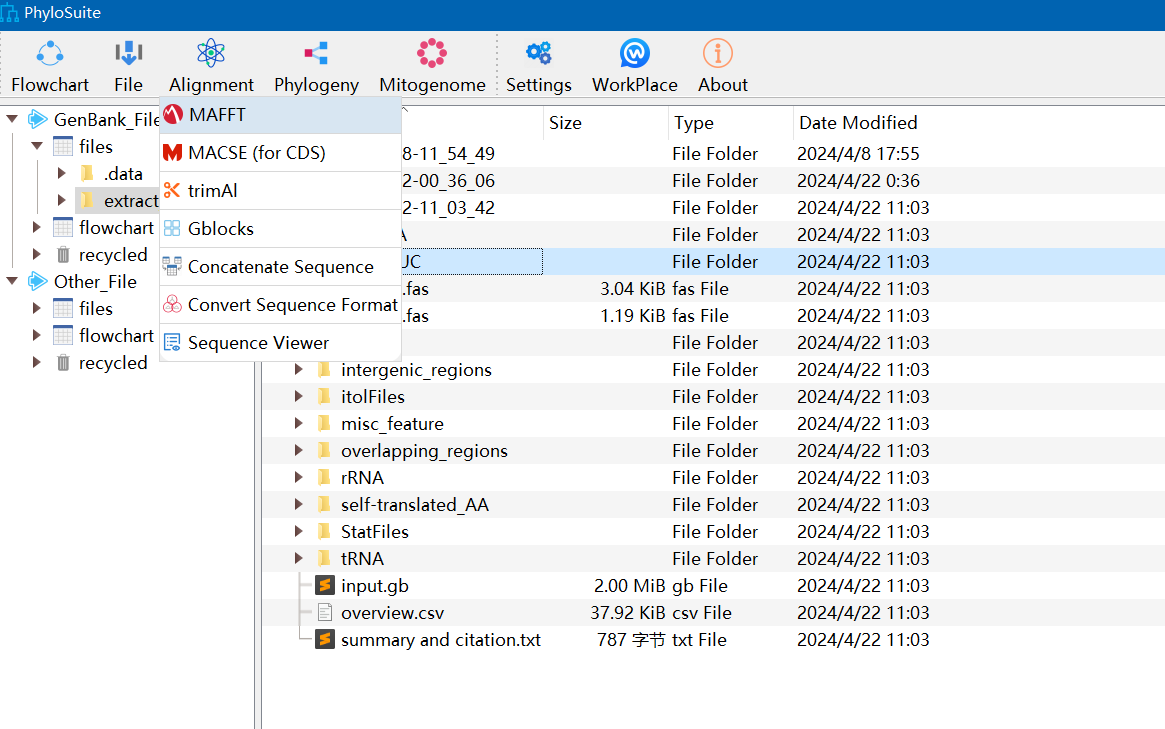 PhyloSuite
Flowchart File Alignment Phylogeny Mitogenome Settings WorkPlace About
GenBank_File
files
.data
extract
flowchart
recycled
Other_File
files
flowchart
recycled
MAFFT
MACSE (for CDS)
trimAl
Gblocks
Concatenate Sequence
Convert Sequence Format
Sequence Viewer
Size Type Date Modified
8-11_54_49 File Folder 2024/4/8 17:55
2-00_36_06 File Folder 2024/4/22 0:36
2-11_03_42 File Folder 2024/4/22 11:03
File Folder 2024/4/22 11:03
UC File Folder 2024/4/22 11:03
.fas 3.04 KiB fas File 2024/4/22 11:03
.fas 1.19 KiB fas File 2024/4/22 11:03
File Folder 2024/4/22 11:03
intergenic_regions File Folder 2024/4/22 11:03
itolFiles File Folder 2024/4/22 11:03
misc_feature File Folder 2024/4/22 11:03
overlapping_regions File Folder 2024/4/22 11:03
rRNA File Folder 2024/4/22 11:03
self-translated_AA File Folder 2024/4/22 11:03
StatFiles File Folder 2024/4/22 11:03
tRNA File Folder 2024/4/22 11:03
input.gb 2.00 MiB gb File 2024/4/22 11:03
overview.csv 37.92 KiB csv File 2024/4/22 11:03
summary and citation.txt 787 字节 txt File 2024/4/22 11:03